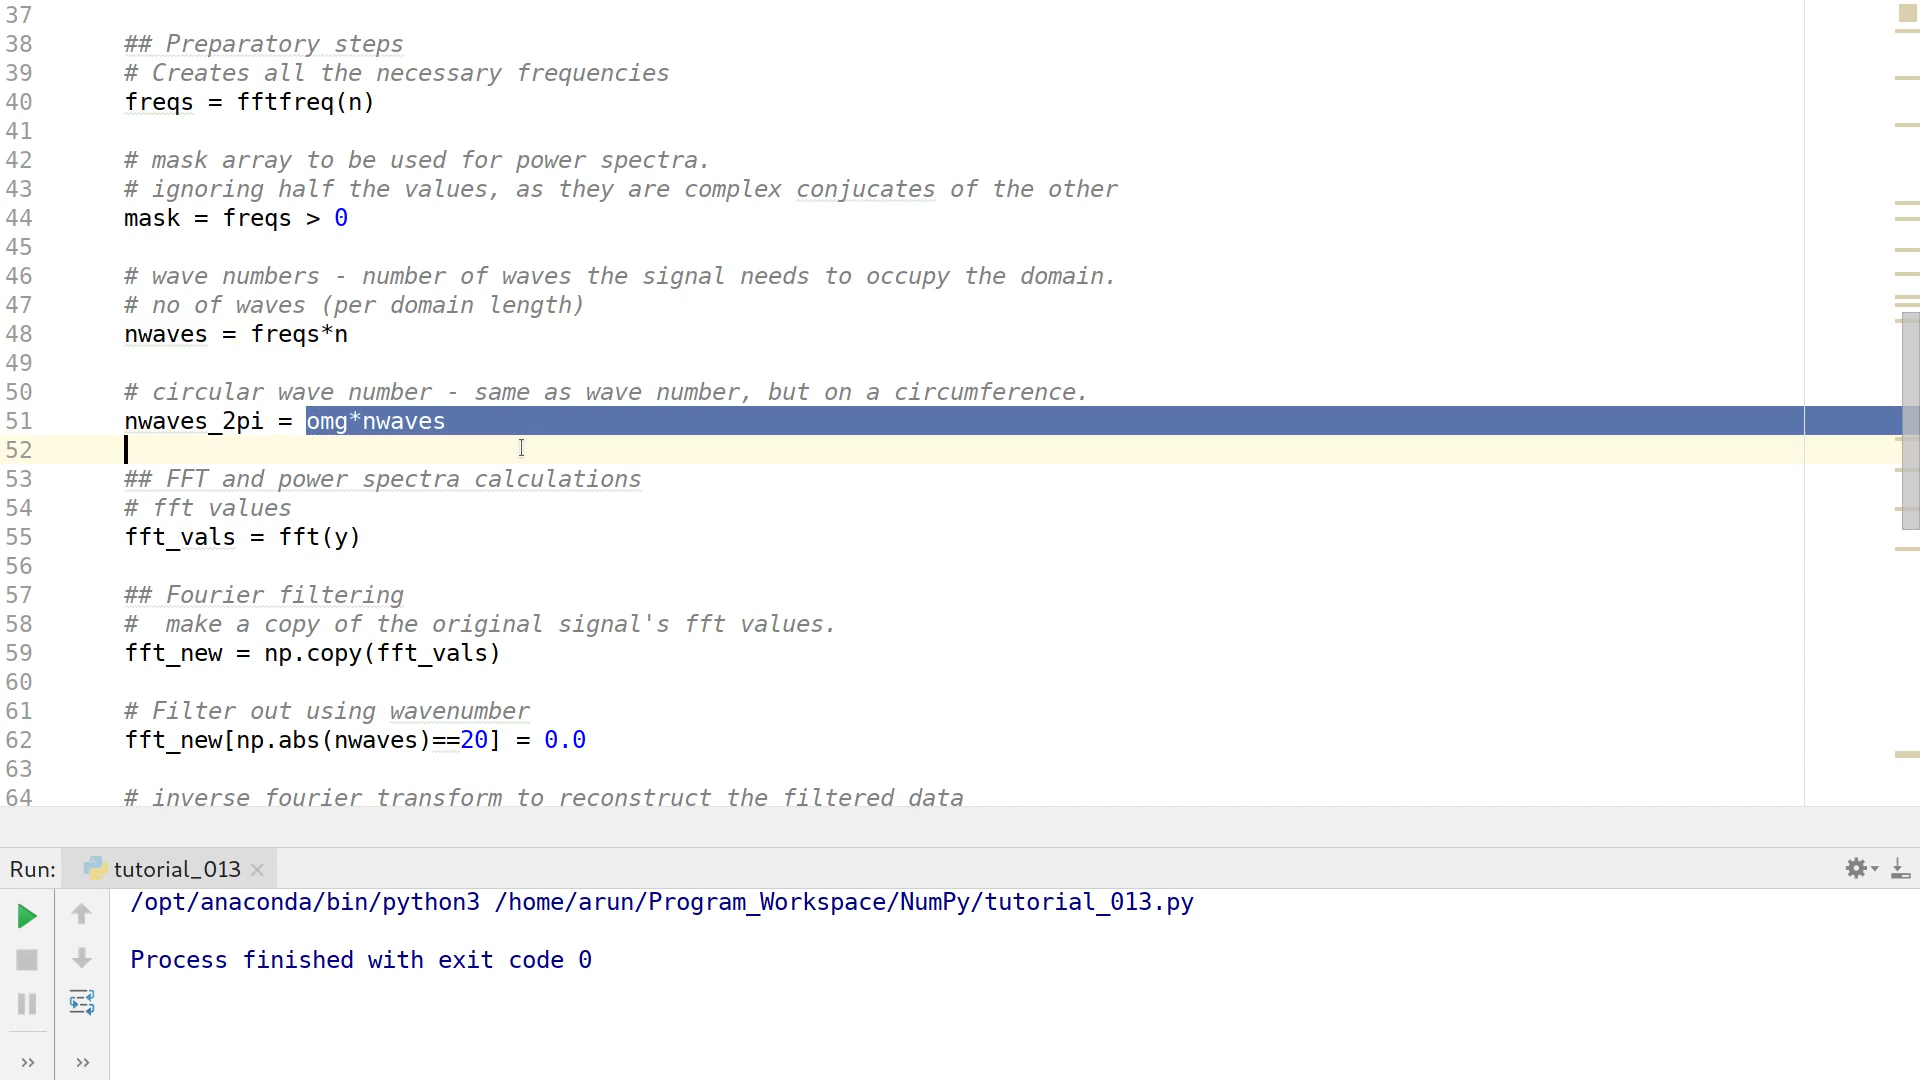 37
38 ## Preparatory steps
39 # Creates all the necessary frequencies
40 freqs = fftfreq(n)
41
42 # mask array to be used for power spectra.
43 # ignoring half the values, as they are complex conjucates of the other
44 mask = freqs > 0
45
46 # wave numbers - number of waves the signal needs to occupy the domain.
47 # no of waves (per domain length)
48 nwaves = freqs*n
49
50 # circular wave number - same as wave number, but on a circumference.
51 nwaves_2pi = omg*nwaves
52
53 ## FFT and power spectra calculations
54 # fft values
55 fft_vals = fft(y)
56
57 ## Fourier filtering
58 #  make a copy of the original signal's fft values.
59 fft_new = np.copy(fft_vals)
60
61 # Filter out using wavenumber
62 fft_new[np.abs(nwaves)==20] = 0.0
63
64 # inverse fourier transform to reconstruct the filtered data
Run: tutorial_013
/opt/anaconda/bin/python3 /home/arun/Program_Workspace/NumPy/tutorial_013.py
Process finished with exit code 0